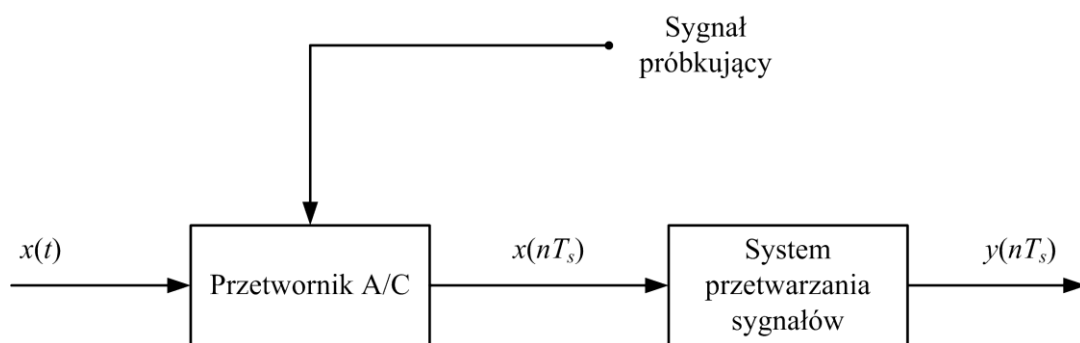 Sygnał
próbkujący
x(t)
Przetwornik A/C
x(nTₛ)
System
przetwarzania
sygnałów
y(nTₛ)